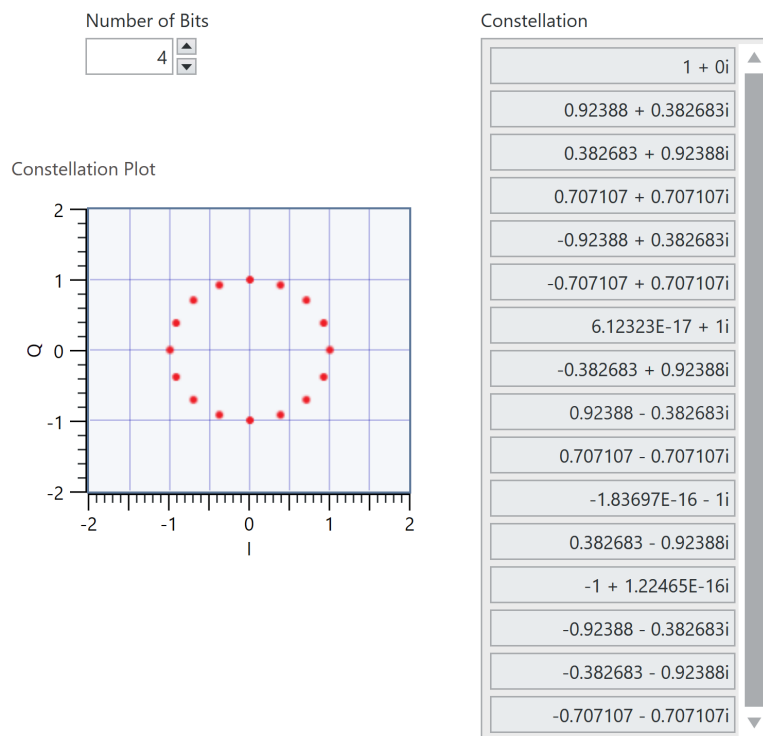 Number of Bits
4
Constellation Plot
2
1
0
-1
-2
Q
-2
-1
0
1
2
I
Constellation
1 + 0i
0.92388 + 0.382683i
0.382683 + 0.92388i
0.707107 + 0.707107i
-0.92388 + 0.382683i
-0.707107 + 0.707107i
6.12323E-17 + 1i
-0.382683 + 0.92388i
0.92388 - 0.382683i
0.707107 - 0.707107i
-1.83697E-16 - 1i
0.382683 - 0.92388i
-1 + 1.22465E-16i
-0.92388 - 0.382683i
-0.382683 - 0.92388i
-0.707107 - 0.707107i